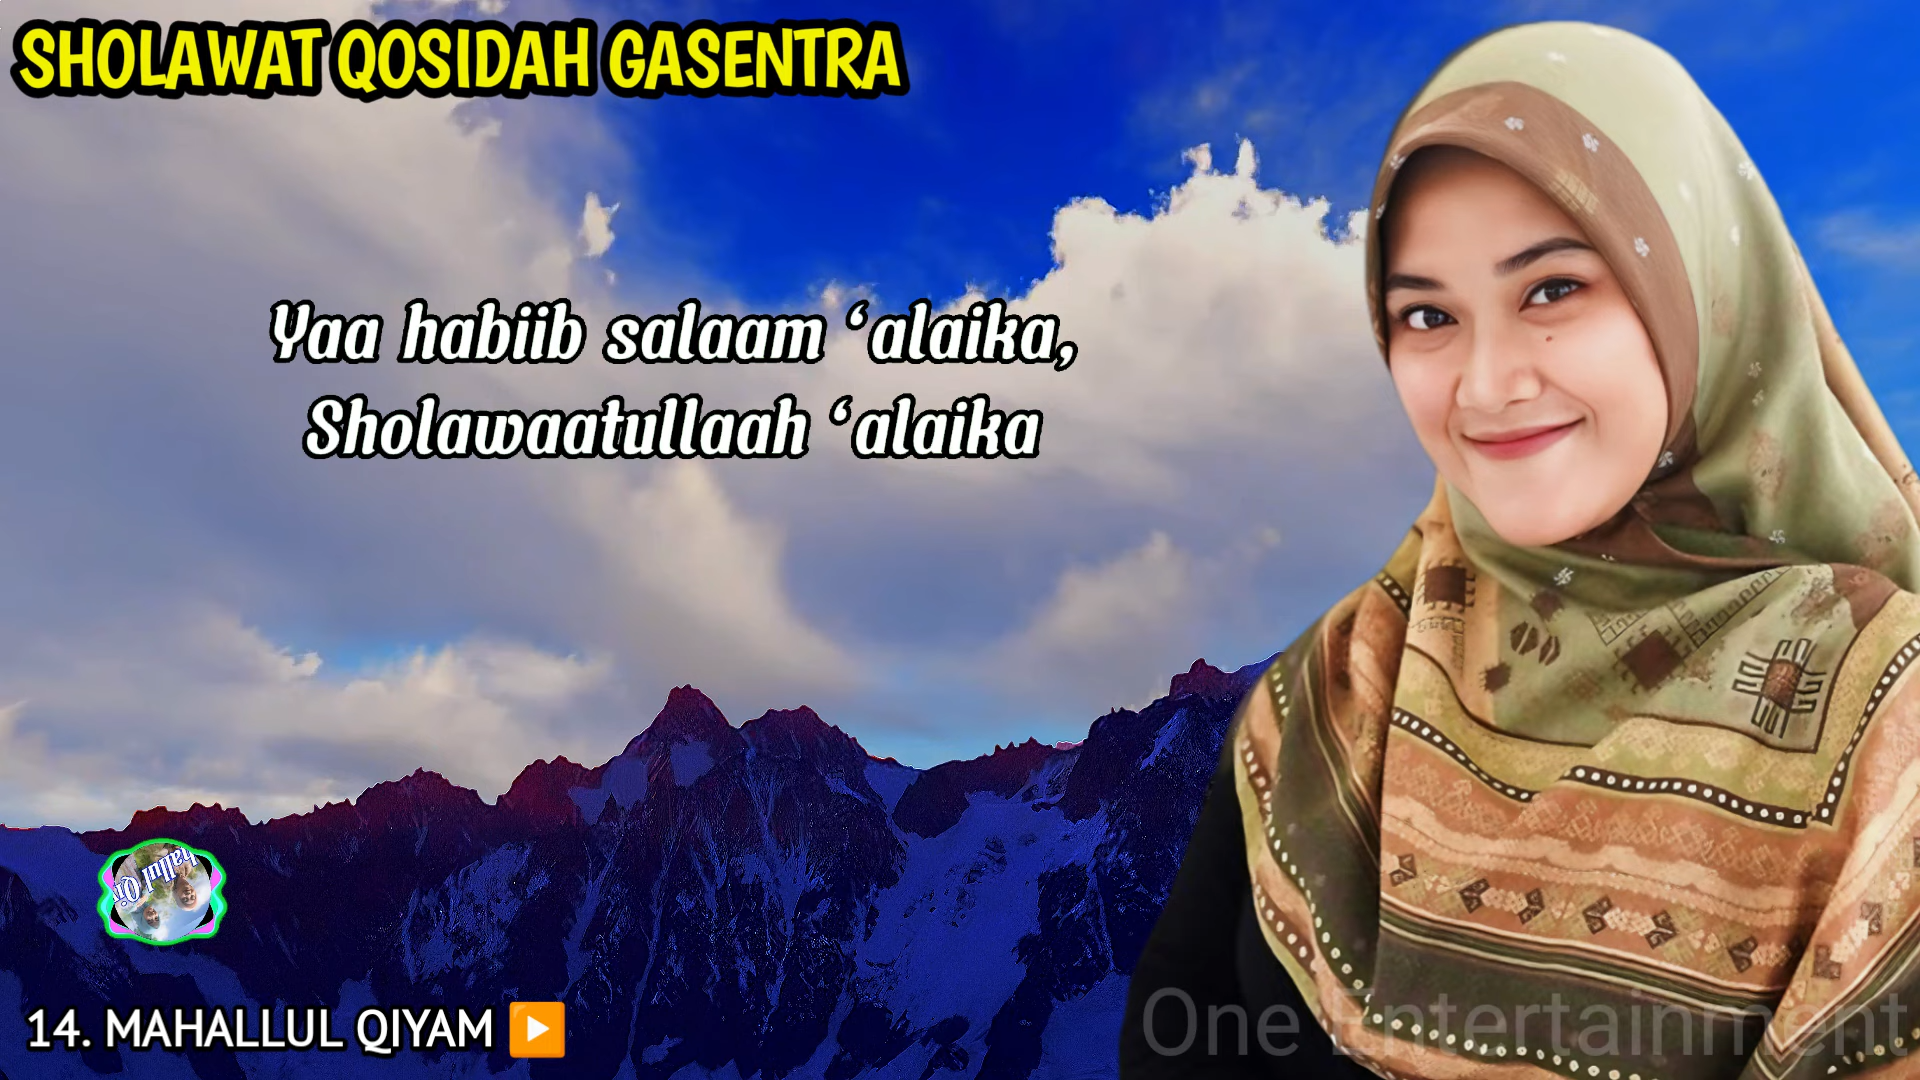 SHOLAWAT QOSIDAH GASENTRA
Yaa habiib salaam ‘alaika,
Sholawaatullaah ‘alaika
14. MAHALLUL QIYAM
One Entertainment